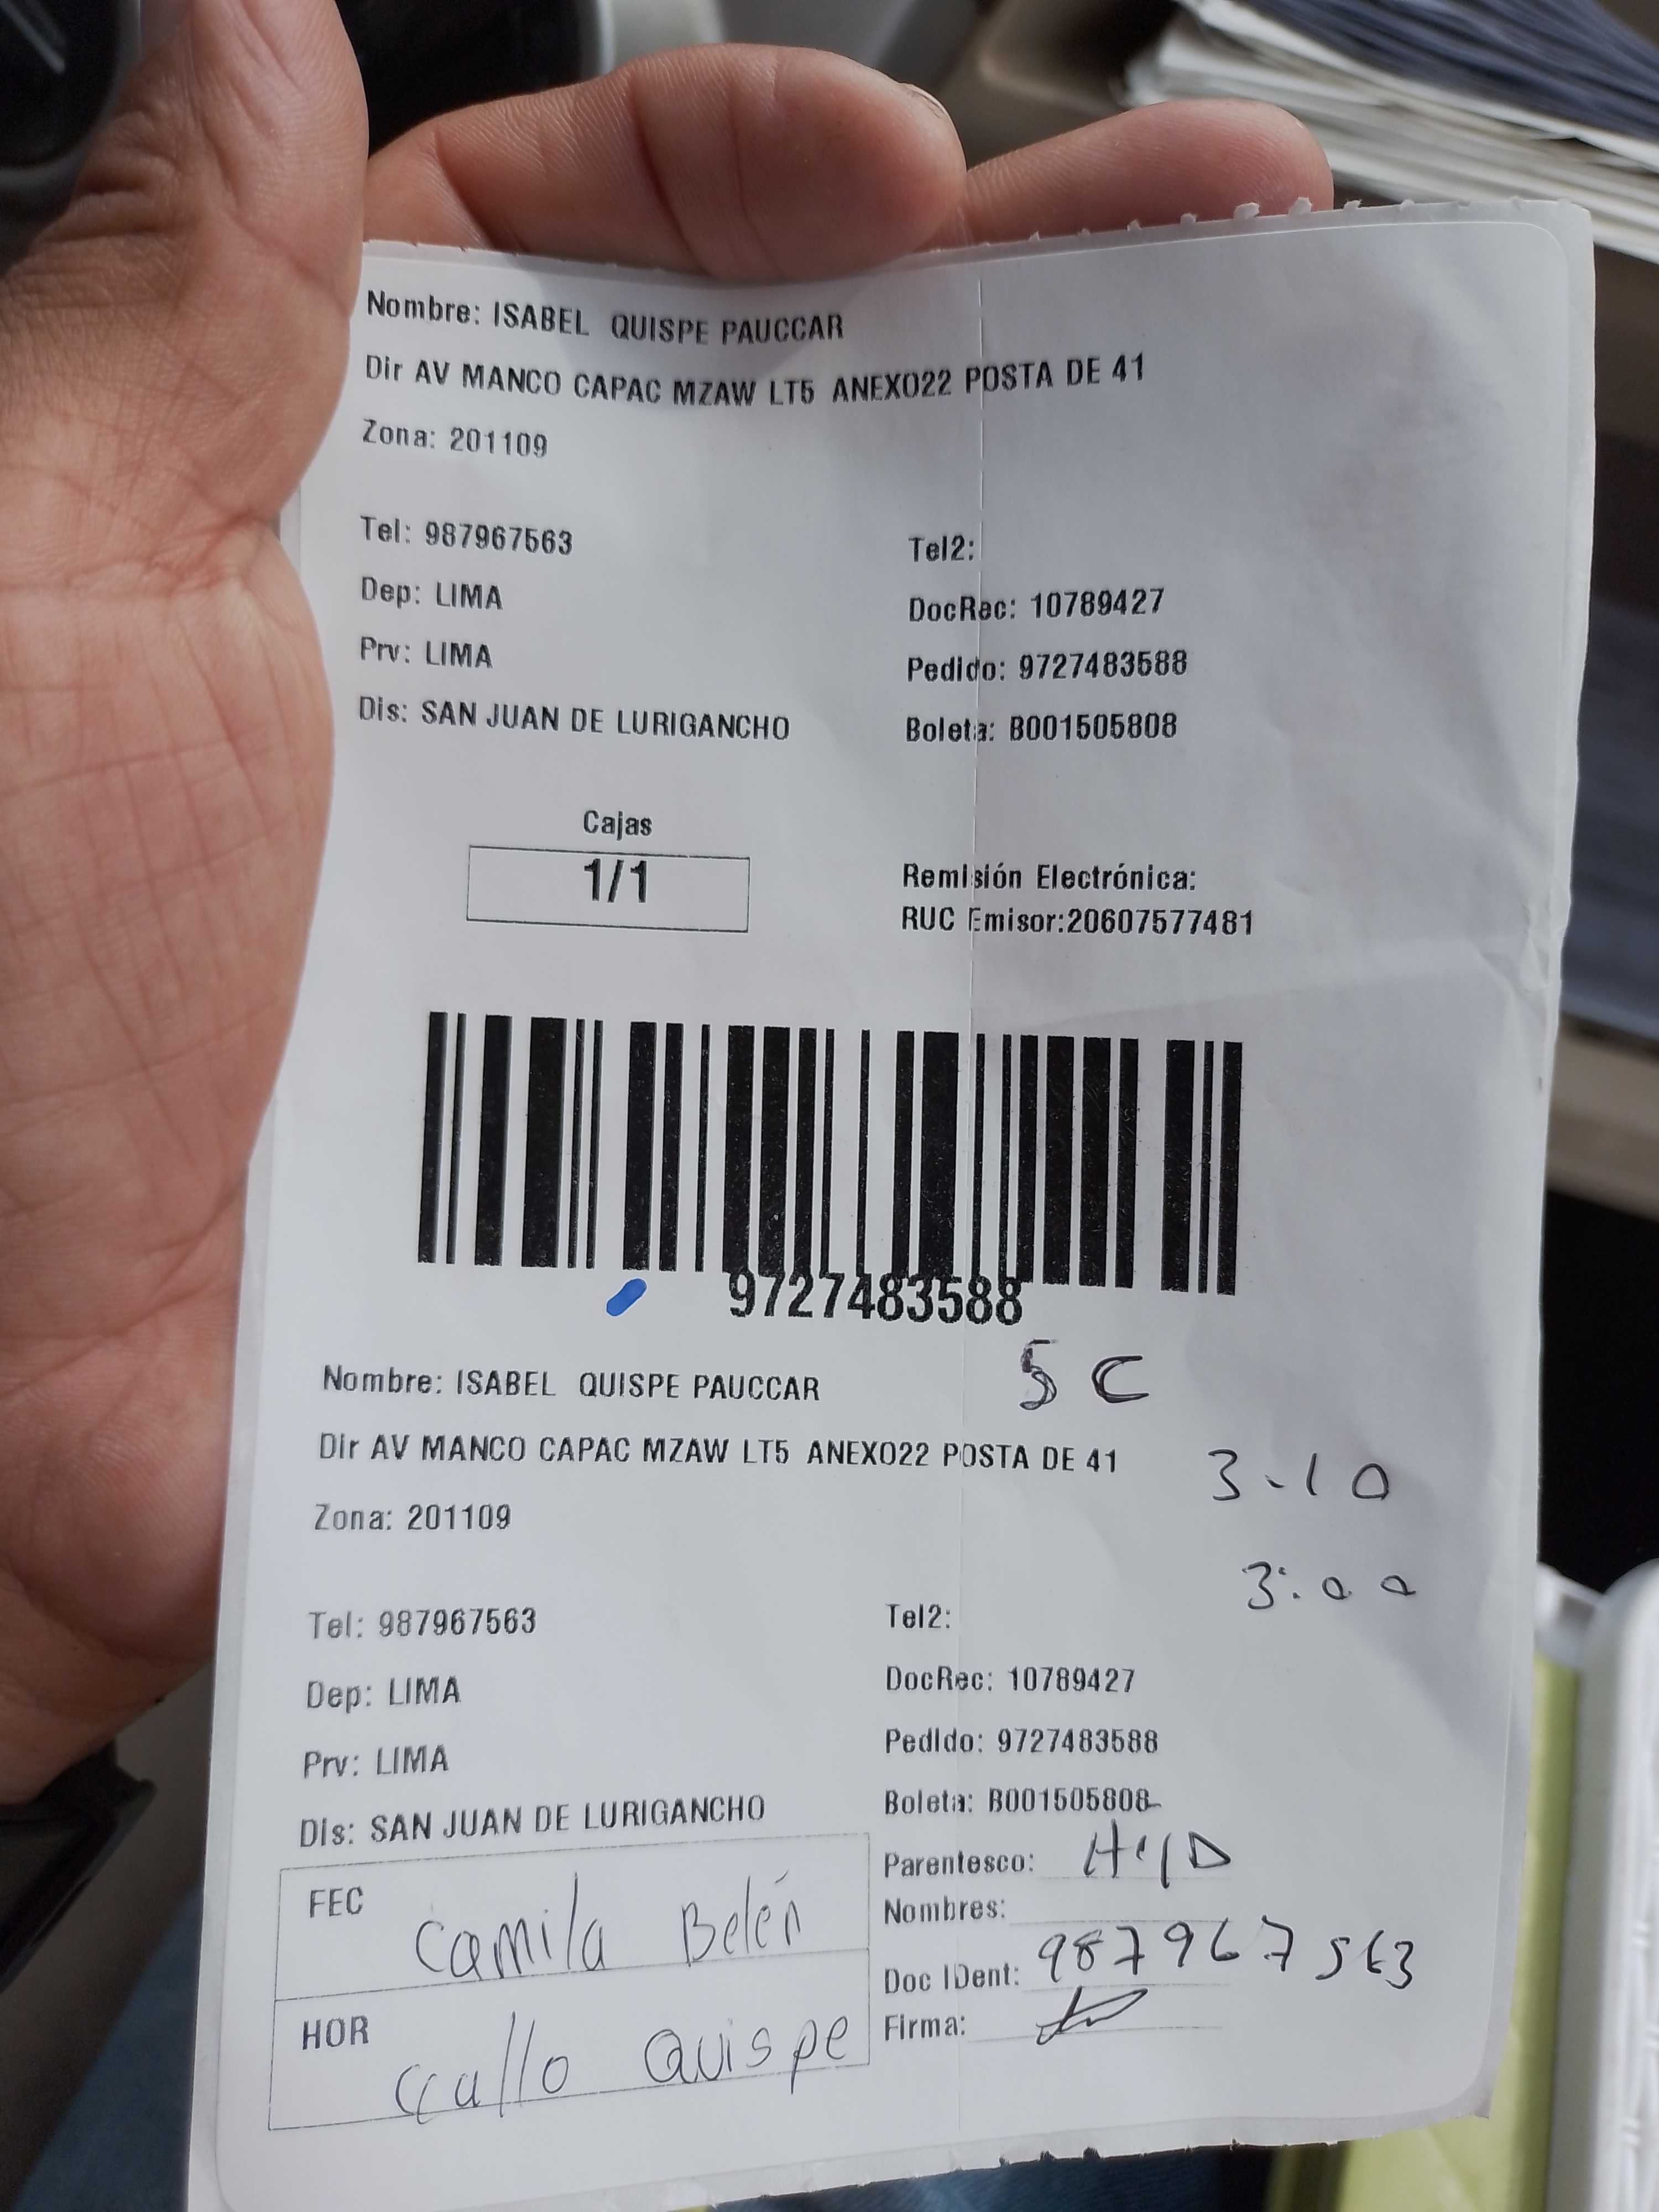 Nombre: ISABEL QUISPE PAUCCAR
Dir AV MANCO CAPAC MZAW LT5 ANEXO22 POSTA DE 41
Zona: 201109
Tel: 987967563
Tel2:
Dep: LIMA
DocRec: 10789427
Prv: LIMA
Pedido: 9727483588
Dis: SAN JUAN DE LURIGANCHO
Boleta: B001505808
Cajas
1/1
Remisión Electrónica:
RUC Emisor:20607577481
9727483588
5 C
Nombre: ISABEL QUISPE PAUCCAR
Dir AV MANCO CAPAC MZAW LT5 ANEXO22 POSTA DE 41
3-10
Zona: 201109
3:00
Tel: 987967563
Tel2:
Dep: LIMA
DocRec: 10789427
Prv: LIMA
Pedido: 9727483588
Dis: SAN JUAN DE LURIGANCHO
Boleta: B001505808
Parentesco: HijD
FEC Camila Belén
Nombres:
Doc IDent: 987967563
HOR Quispe
Firma: